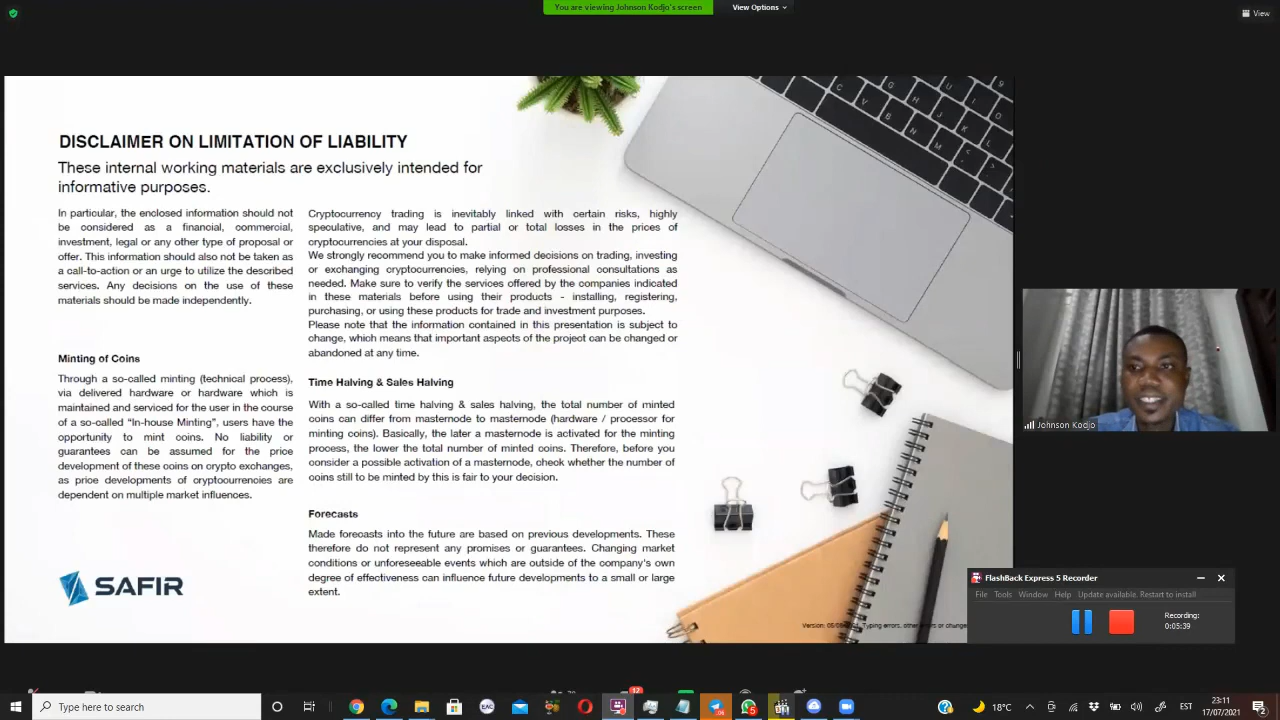 You are viewing Johnson Kodjo's screen
View Options
View
DISCLAIMER ON LIMITATION OF LIABILITY
These internal working materials are exclusively intended for
informative purposes.
In particular, the enclosed information should not
be considered as a financial, commercial,
investment, legal or any other type of proposal or
offer. This information should also not be taken as
a call-to-action or an urge to utilize the described
services. Any decisions on the use of these
materials should be made independently.
Minting of Coins
Through a so-called minting (technical process),
via delivered hardware or hardware which is
maintained and serviced for the user in the course
of a so-called “In-house Minting”, users have the
opportunity to mint coins. No liability or
guarantees can be assumed for the price
development of these coins on crypto exchanges,
as price developments of cryptocurrencies are
dependent on multiple market influences.
SAFIR
Cryptocurrency trading is inevitably linked with certain risks, highly
speculative, and may lead to partial or total losses in the prices of
cryptocurrencies at your disposal.
We strongly recommend you to make informed decisions on trading, investing
or exchanging cryptocurrencies, relying on professional consultations as
needed. Make sure to verify the services offered by the companies indicated
in these materials before using their products - installing, registering,
purchasing, or using these products for trade and investment purposes.
Please note that the information contained in this presentation is subject to
change, which means that important aspects of the project can be changed or
abandoned at any time.
Time Halving & Sales Halving
With a so-called time halving & sales halving, the total number of minted
coins can differ from masternode to masternode (hardware / processor for
minting coins). Basically, the later a masternode is activated for the minting
process, the lower the total number of minted coins. Therefore, before you
consider a possible activation of a masternode, check whether the number of
coins still to be minted by this is fair to your decision.
Forecasts
Made forecasts into the future are based on previous developments. These
therefore do not represent any promises or guarantees. Changing market
conditions or unforeseeable events which are outside of the company's own
degree of effectiveness can influence future developments to a small or large
extent.
Version: Typing errors, other errors or change
Johnson Kodjo
FlashBack Express 5 Recorder
File Tools Window Help Update available. Restart to install
Recording:
0:05:39
Type here to search
EAC
12
5
18°C
EST
23:11
17/07/2021
2